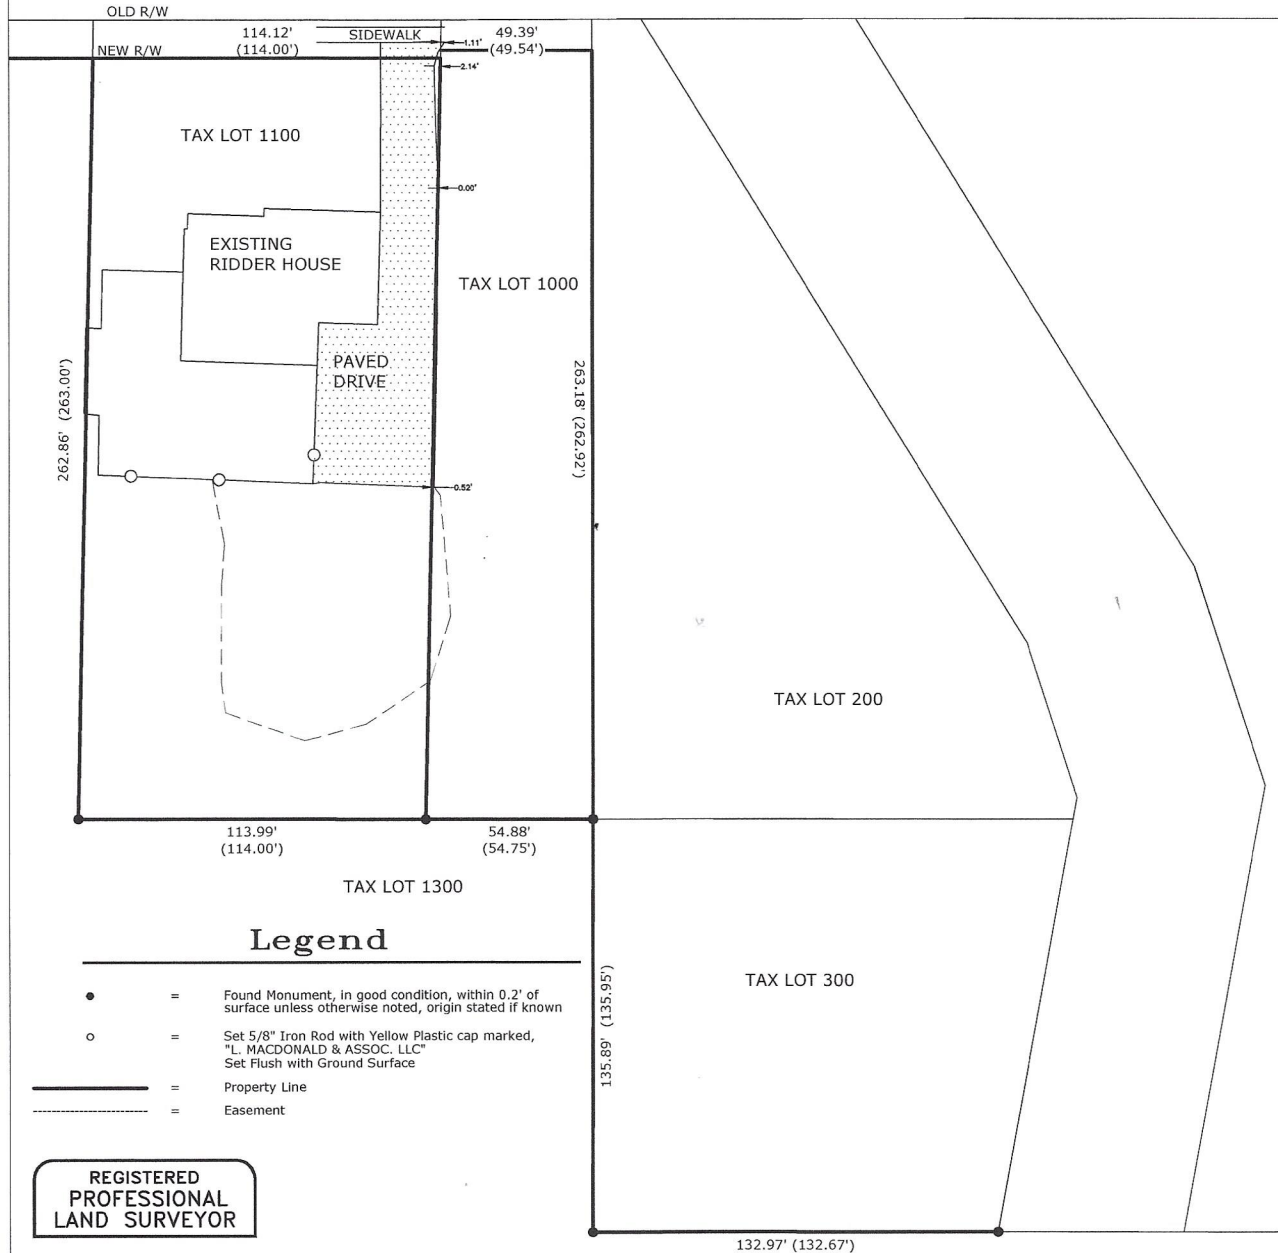 OLD R/W
114.12'
(114.00')
SIDEWALK
1.11'
49.39'
(49.54')
NEW R/W
2.14'
TAX LOT 1100
0.00'
EXISTING
RIDDER HOUSE
TAX LOT 1000
PAVED
DRIVE
262.86' (263.00')
263.18' (262.92')
0.52'
TAX LOT 200
113.99'
(114.00')
54.88'
(54.75')
TAX LOT 1300
Legend
= Found Monument, in good condition, within 0.2' of
surface unless otherwise noted, origin stated if known
= Set 5/8" Iron Rod with Yellow Plastic cap marked,
"L. MACDONALD & ASSOC. LLC"
Set Flush with Ground Surface
= Property Line
= Easement
TAX LOT 300
135.89' (135.95')
REGISTERED
PROFESSIONAL
LAND SURVEYOR
132.97' (132.67')